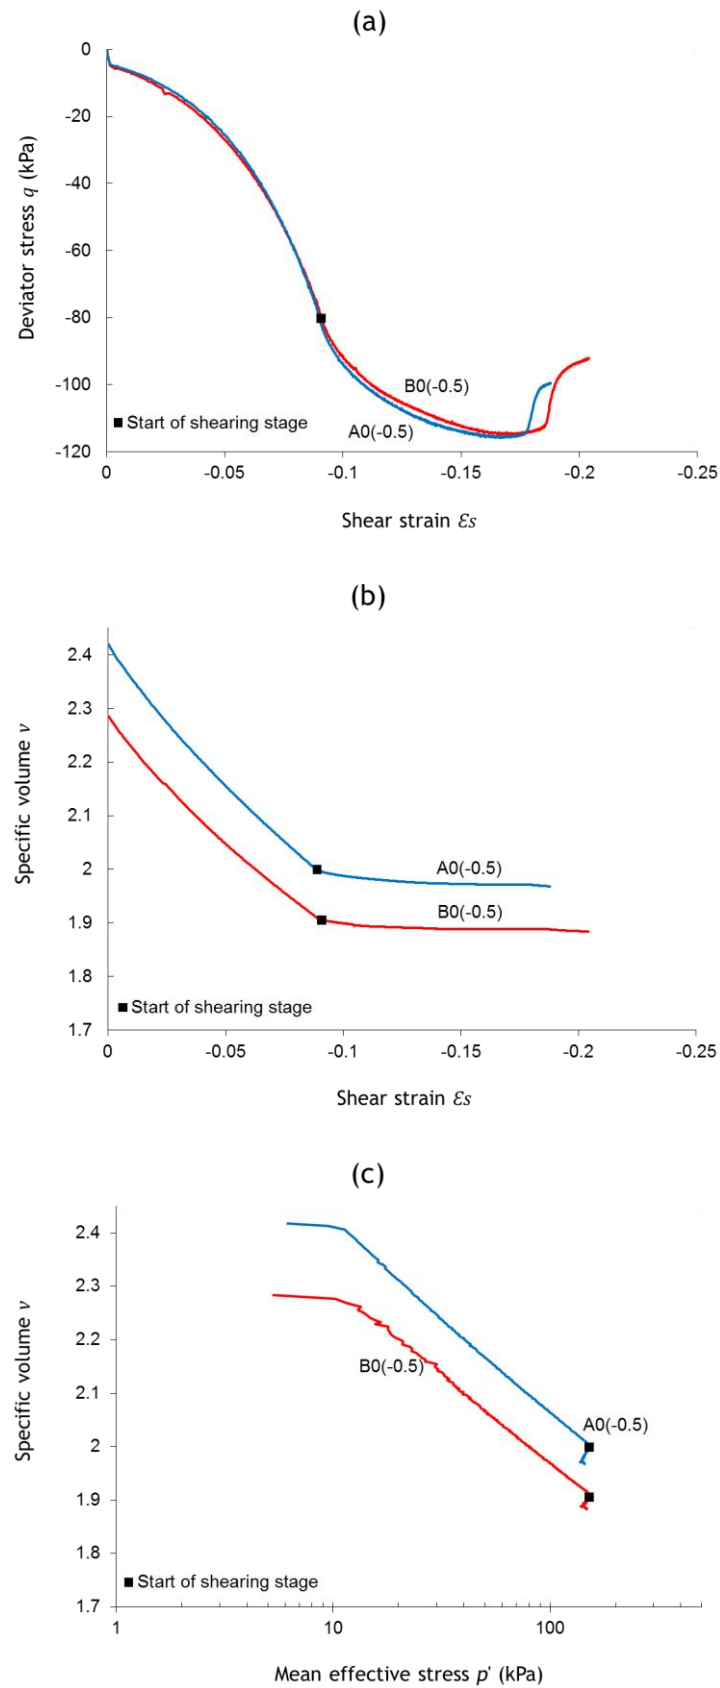 (a)
0
-20
-40
-60
-80
-100
-120
Deviator stress q (kPa)
B0(-0.5)
A0(-0.5)
Start of shearing stage
0
-0.05
-0.1
-0.15
-0.2
-0.25
Shear strain Ɛs
(b)
2.4
2.3
2.2
2.1
2
1.9
1.8
1.7
Specific volume v
A0(-0.5)
B0(-0.5)
Start of shearing stage
0
-0.05
-0.1
-0.15
-0.2
-0.25
Shear strain Ɛs
(c)
2.4
2.3
2.2
2.1
2
1.9
1.8
1.7
Specific volume v
B0(-0.5)
A0(-0.5)
Start of shearing stage
1
10
100
Mean effective stress p' (kPa)